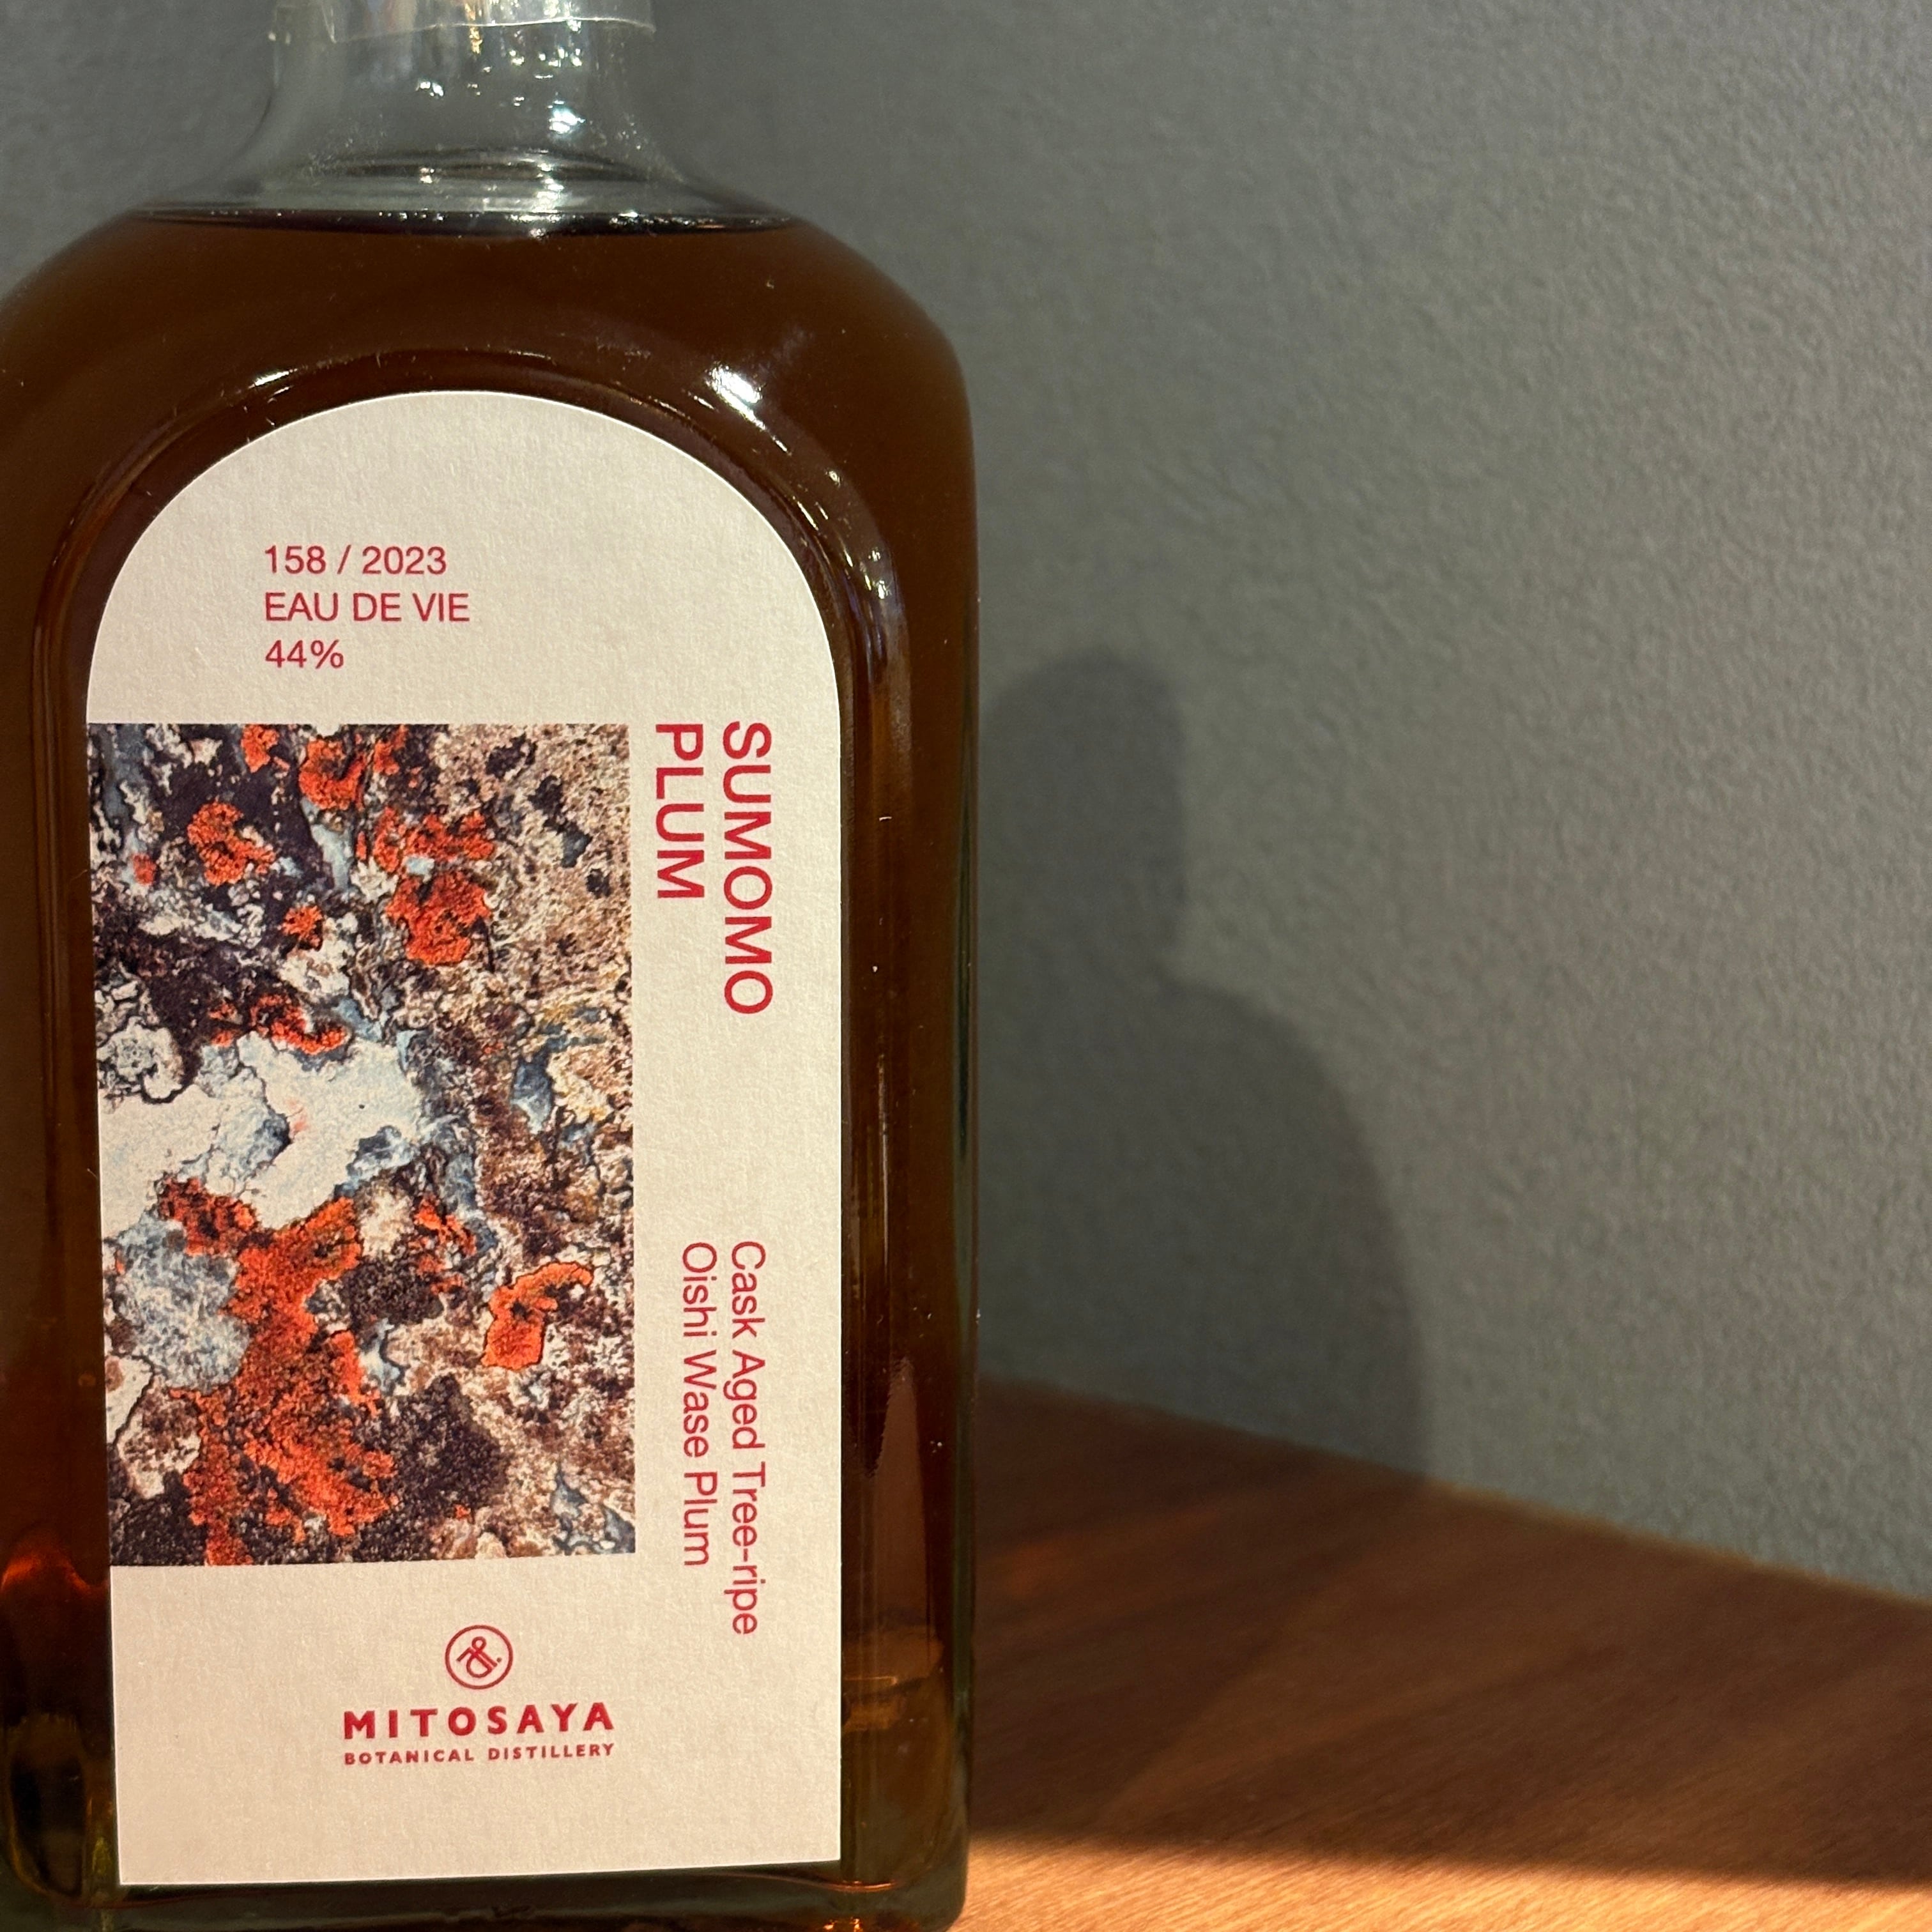 158 / 2023
EAU DE VIE
44%
SUMOMO
PLUM
Cask Aged Tree-ripe
Oishi Wase Plum
MITOSAYA
BOTANICAL DISTILLERY